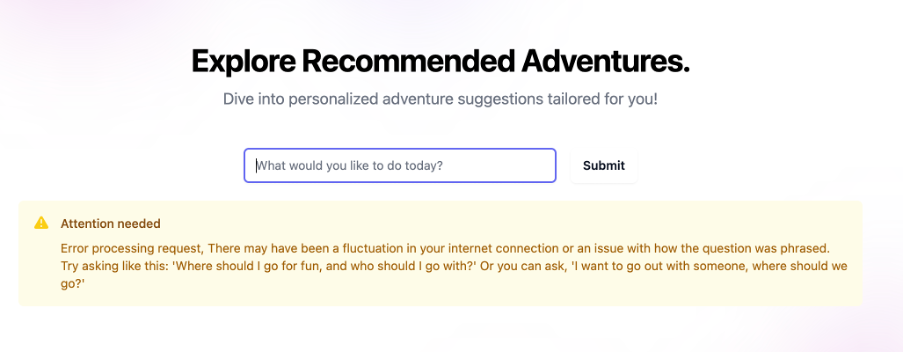 Explore Recommended Adventures.
Dive into personalized adventure suggestions tailored for you!
What would you like to do today?
Submit
Attention needed
Error processing request, There may have been a fluctuation in your internet connection or an issue with how the question was phrased.
Try asking like this: 'Where should I go for fun, and who should I go with?' Or you can ask, 'I want to go out with someone, where should we
go?'